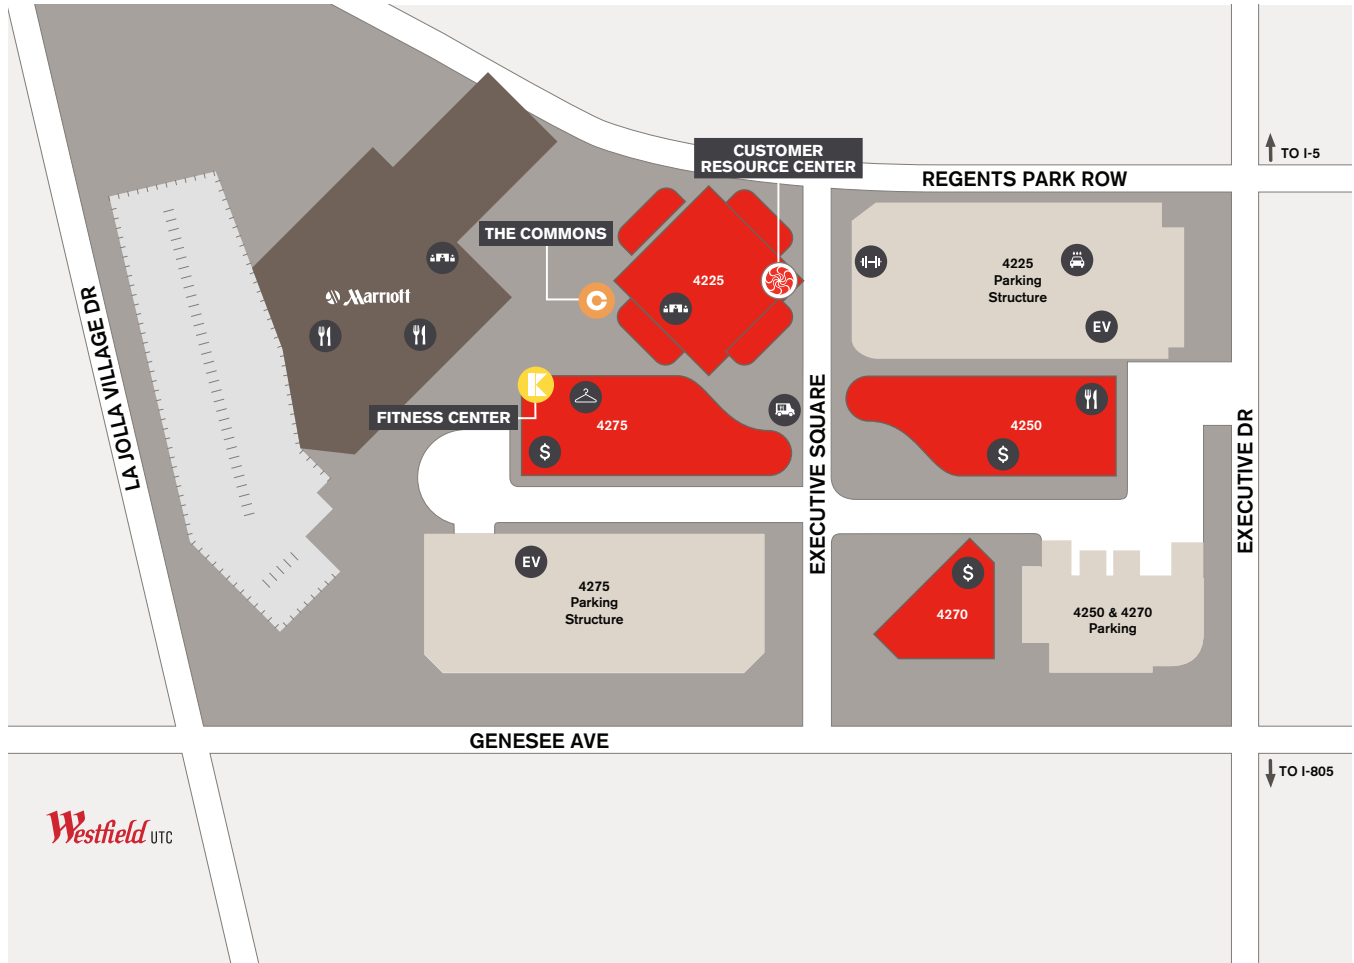 CUSTOMER
RESOURCE CENTER
TO I-5
REGENTS PARK ROW
THE COMMONS
4225
4225
Parking
Structure
Marriott
EV
LA JOLLA VILLAGE DR
FITNESS CENTER
4275
$
EXECUTIVE SQUARE
4250
$
EXECUTIVE DR
EV
4275
Parking
Structure
$
4270
4250 & 4270
Parking
GENESEE AVE
TO I-805
Westfield UTC
C
K